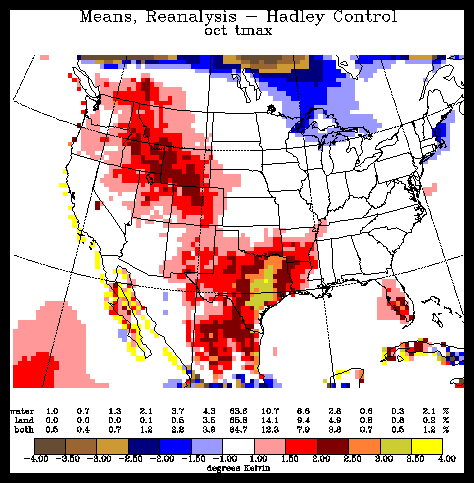 Means, Reanalysis — Hadley Control
oct tmax
water 1.0 0.7 1.3 2.1 3.7 4.3 63.6 10.7 6.6 2.8 0.6 0.3 2.1 %
land 0.0 0.0 0.0 0.1 0.5 3.5 65.8 14.1 9.4 4.9 0.8 0.8 0.2 %
both 0.5 0.4 0.7 1.2 2.2 3.9 64.7 12.3 7.9 3.8 0.7 0.5 1.2 %
-4.00 -3.50 -3.00 -2.50 -2.00 -1.50 -1.00 1.00 1.50 2.00 2.50 3.00 3.50 4.00
degrees Kelvin